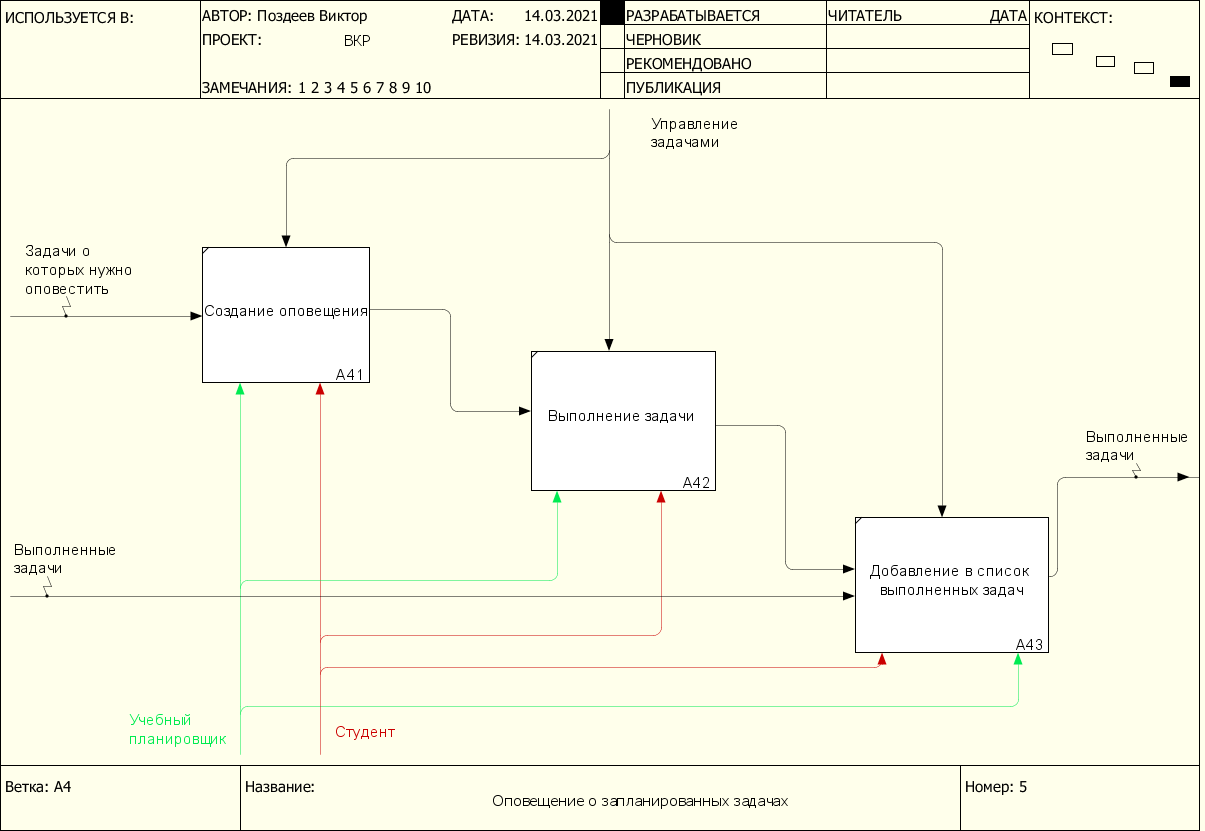 ИСПОЛЬЗУЕТСЯ В:
АВТОР: Поздеев Виктор
ДАТА: 14.03.2021
ПРОЕКТ: ВКР
РЕВИЗИЯ: 14.03.2021
ЗАМЕЧАНИЯ: 1 2 3 4 5 6 7 8 9 10
РАЗРАБАТЫВАЕТСЯ
ЧЕРНОВИК
РЕКОМЕНДОВАНО
ПУБЛИКАЦИЯ
ЧИТАТЕЛЬ
ДАТА
КОНТЕКСТ:
Управление
задачами
Задачи о
которых нужно
оповестить
Создание оповещения
A41
Выполнение задачи
A42
Выполненные
задачи
Выполненные
задачи
Добавление в список
выполненных задач
A43
Учебный
планировщик
Студент
Ветка: A4
Название:
Оповещение о запланированных задачах
Номер: 5